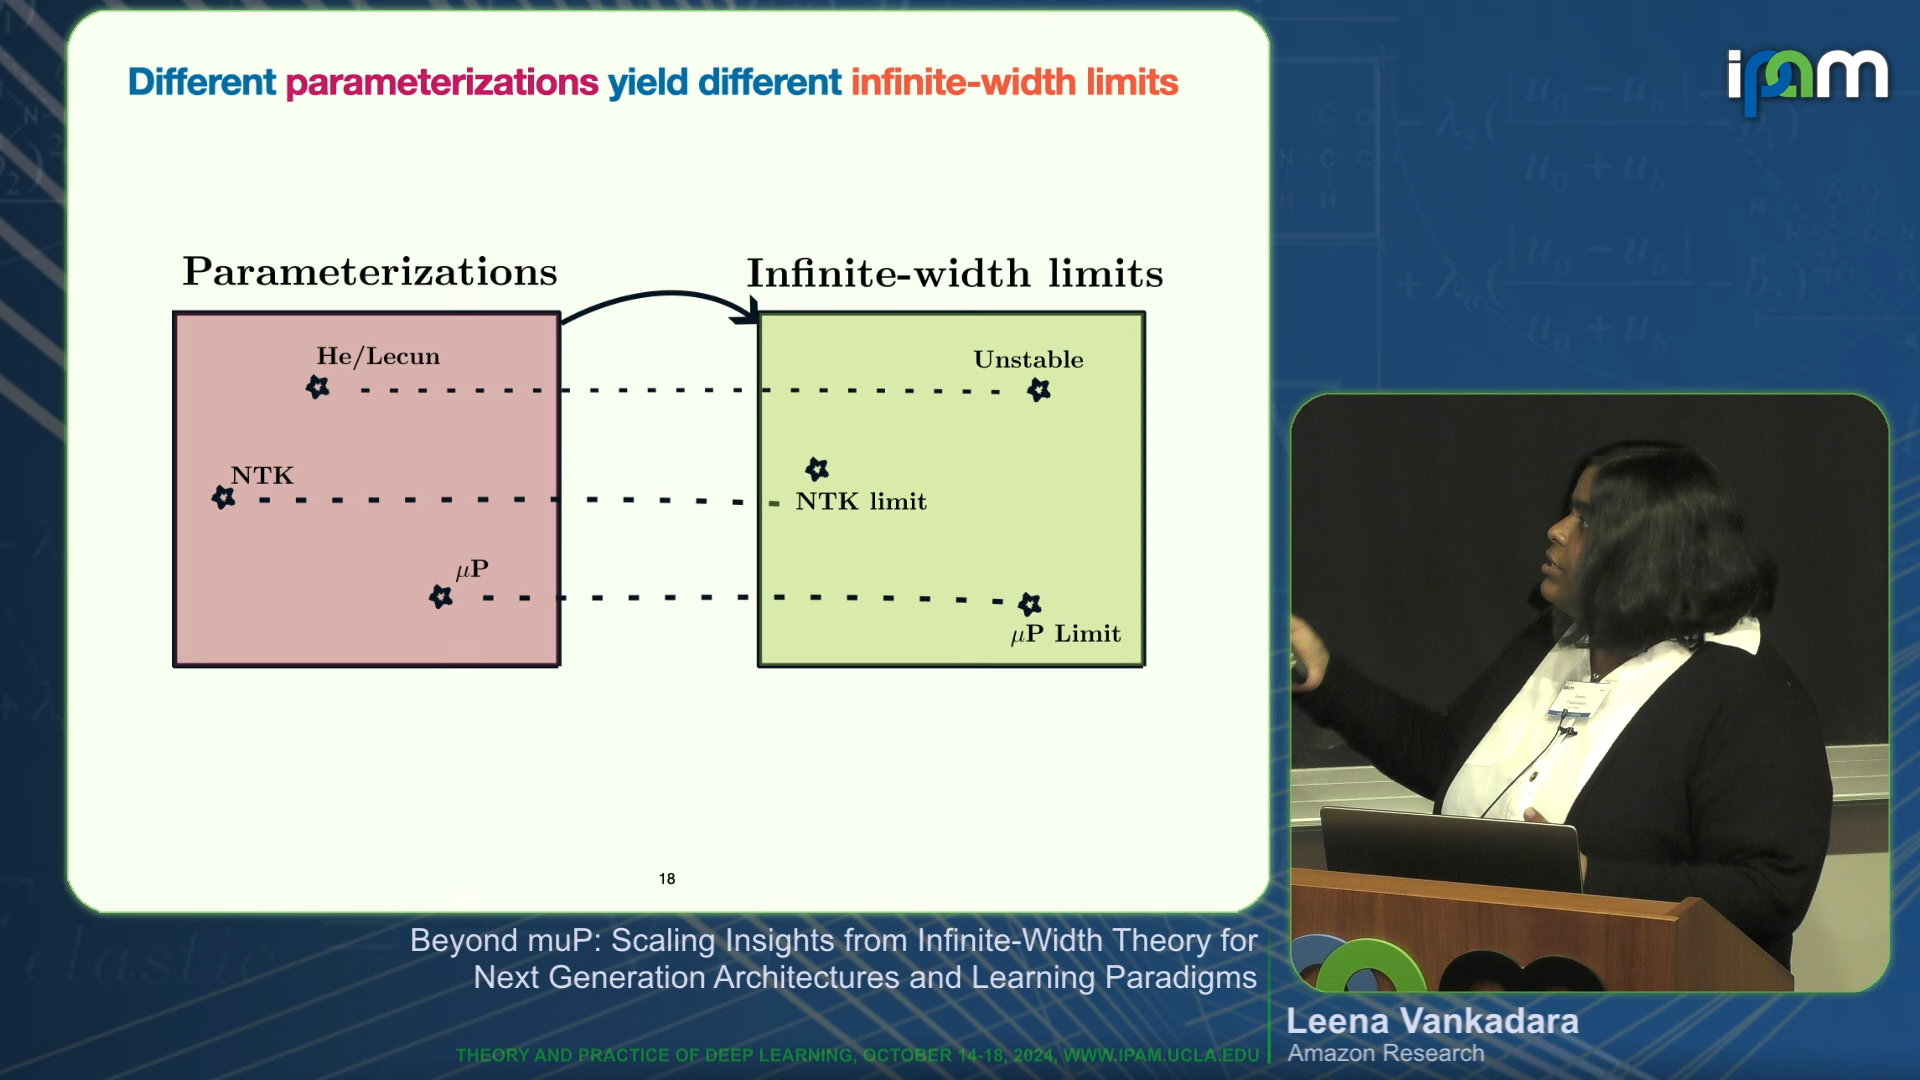 Different parameterizations yield different infinite-width limits
Parameterizations
Infinite-width limits
He/Lecun
Unstable
NTK
NTK limit
μP
μP Limit
18
ipam
Beyond muP: Scaling Insights from Infinite-Width Theory for
Next Generation Architectures and Learning Paradigms
Leena Vankadara
Amazon Research
THEORY AND PRACTICE OF DEEP LEARNING, OCTOBER 14-18, 2024, WWW.IPAM.UCLA.EDU